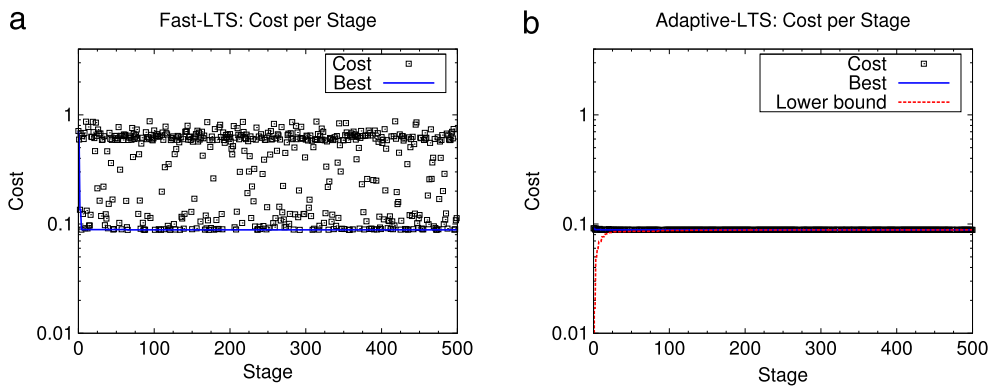 a
Fast-LTS: Cost per Stage
Cost
Best
1
0.1
0.01
Cost
0
100
200
300
400
500
Stage
b
Adaptive-LTS: Cost per Stage
Cost
Best
Lower bound
1
0.1
0.01
Cost
0
100
200
300
400
500
Stage